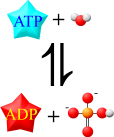 ATP +
ADP +
- -